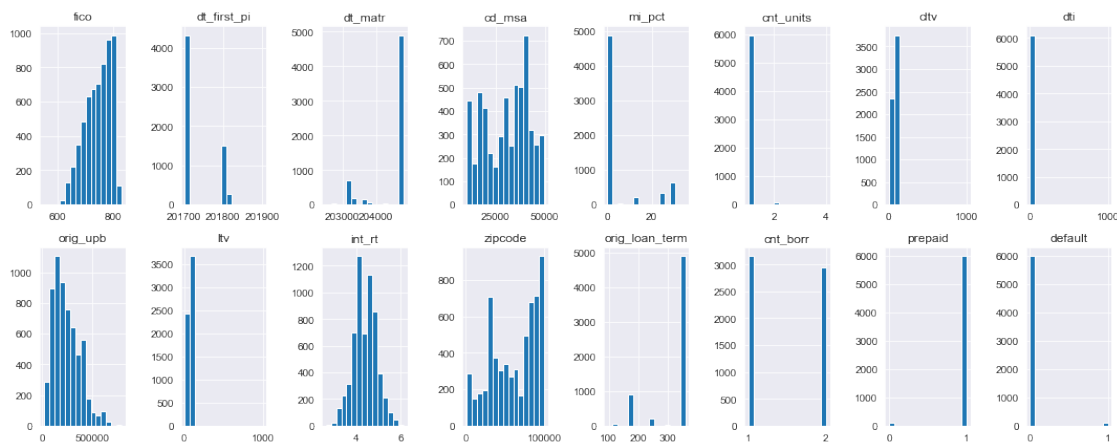 fico dt_first_pi dt_matr cd_msa mi_pct cnt_units cltv dti
1000 800 600 400 200 0 600 800
4000 3000 2000 1000 0 201700 201800 201900
5000 4000 3000 2000 1000 0 203000 204000
700 600 500 400 300 200 100 0 25000 50000
5000 4000 3000 2000 1000 0 0 20
6000 5000 4000 3000 2000 1000 0 2 4
3500 3000 2500 2000 1500 1000 500 0 0 1000
6000 5000 4000 3000 2000 1000 0 0 1000
orig_upb ltv int_rt zipcode orig_loan_term cnt_borr prepaid default
1000 800 600 400 200 0 0 500000
3500 3000 2500 2000 1500 1000 500 0 0 1000
1200 1000 800 600 400 200 0 4 6
800 600 400 200 0 0 100000
5000 4000 3000 2000 1000 0 100 200 300
3000 2500 2000 1500 1000 500 0 1 2
6000 5000 4000 3000 2000 1000 0 0 1
6000 5000 4000 3000 2000 1000 0 0 1